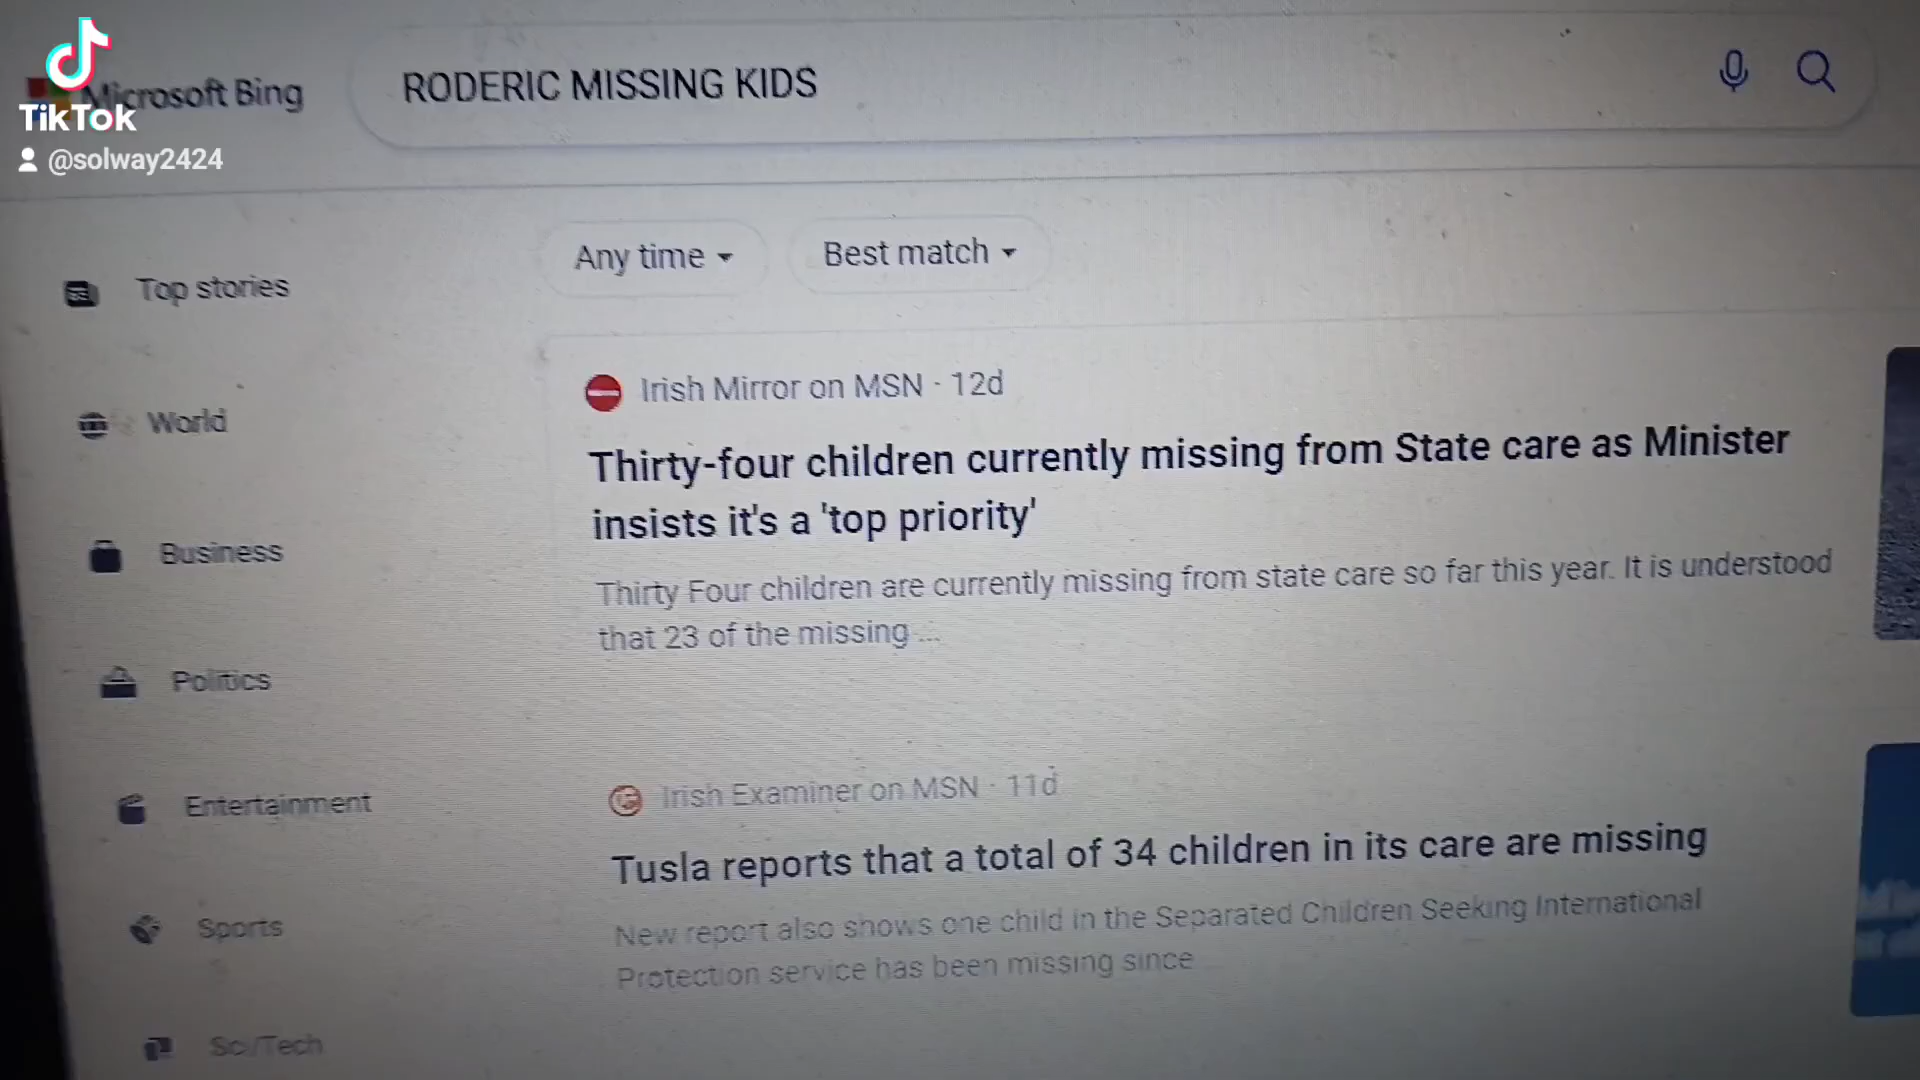 TikTok
@solway2424
Microsoft Bing
RODERIC MISSING KIDS
Any time
Best match
Top stories
World
Business
Politics
Entertainment
Sports
Sci/Tech
Irish Mirror on MSN · 12d
Thirty-four children currently missing from State care as Minister
insists it's a 'top priority'
Thirty Four children are currently missing from state care so far this year. It is understood
that 23 of the missing ...
Irish Examiner on MSN · 11d
Tusla reports that a total of 34 children in its care are missing
New report also shows one child in the Separated Children Seeking International
Protection service has been missing since